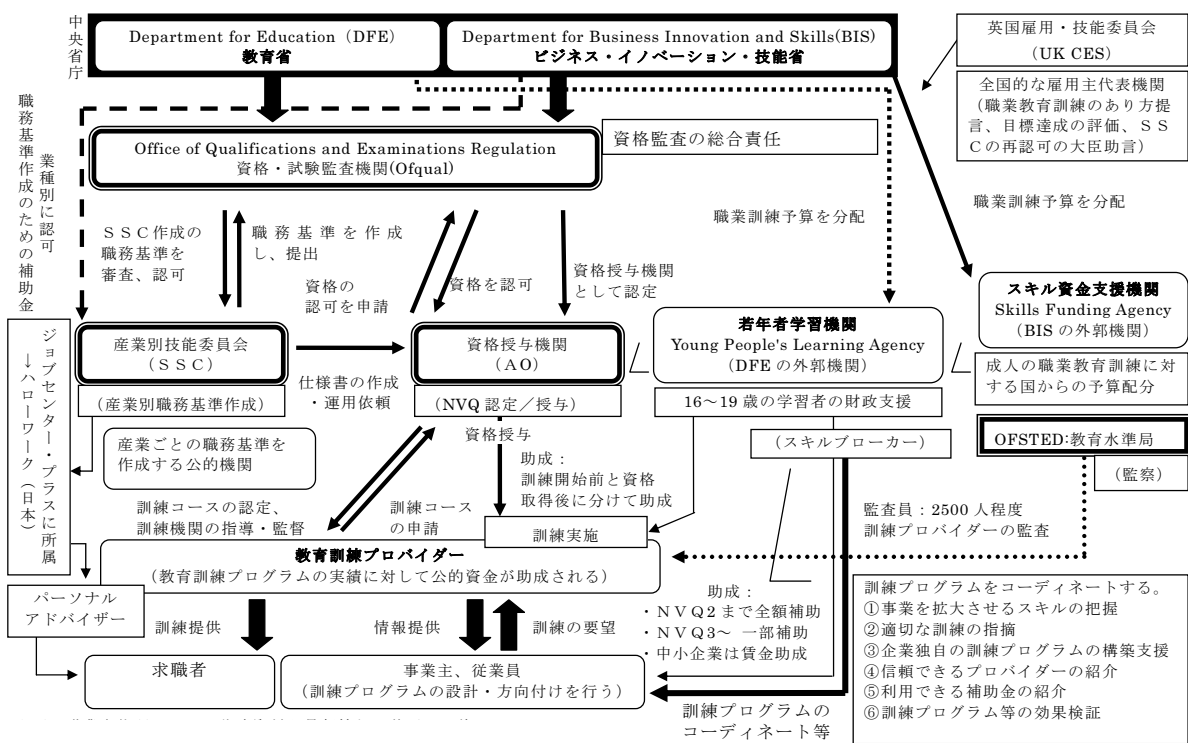 中央省庁
Department for Education（DFE）
教育省
Department for Business Innovation and Skills(BIS)
ビジネス・イノベーション・技能省
英国雇用・技能委員会
(UK CES)
全国的な雇用主代表機関
（職業教育訓練のあり方提
言、目標達成の評価、ＳＳ
Ｃの再認可の大臣助言）
職務基準作成のための補助金
業種別に認可
Office of Qualifications and Examinations Regulation
資格・試験監査機関(Ofqual)
資格監査の総合責任
職業訓練予算を分配
職業訓練予算を分配
ＳＳＣ作成の
職務基準を
審査、認可
職務基準を作成
し、提出
資格の
認可を申請
資格を認可
資格授与機関
として認定
スキル資金支援機関
Skills Funding Agency
（BIS の外郭機関）
成人の職業教育訓練に対
する国からの予算配分
若年者学習機関
Young People's Learning Agency
（DFE の外郭機関）
16～19 歳の学習者の財政支援
産業別技能委員会
（ＳＳＣ）
（産業別職務基準作成）
産業ごとの職務基準を
作成する公的機関
仕様書の作成
・運用依頼
資格授与機関
（ＡＯ）
（NVQ 認定／授与）
資格授与
ジョブセンター・プラスに所属
→ハローワーク（日本）
（スキルブローカー）
OFSTED:教育水準局
（監察）
助成：
訓練開始前と資格
取得後に分けて助成
訓練コースの認定、
訓練機関の指導・監督
訓練コース
の申請
訓練実施
監査員：2500 人程度
訓練プロバイダーの監査
教育訓練プロバイダー
（教育訓練プログラムの実績に対して公的資金が助成される）
パーソナル
アドバイザー
訓練提供
情報提供
訓練の要望
助成：
・ＮＶＱ2 まで全額補助
・ＮＶＱ3～ 一部補助
・中小企業は賃金助成
訓練プログラムをコーディネートする。
①事業を拡大させるスキルの把握
②適切な訓練の指摘
③企業独自の訓練プログラムの構築支援
④信頼できるプロバイダーの紹介
⑤利用できる補助金の紹介
⑥訓練プログラム等の効果検証
求職者
事業主、従業員
（訓練プログラムの設計・方向付けを行う）
訓練プログラムの
コーディネート等